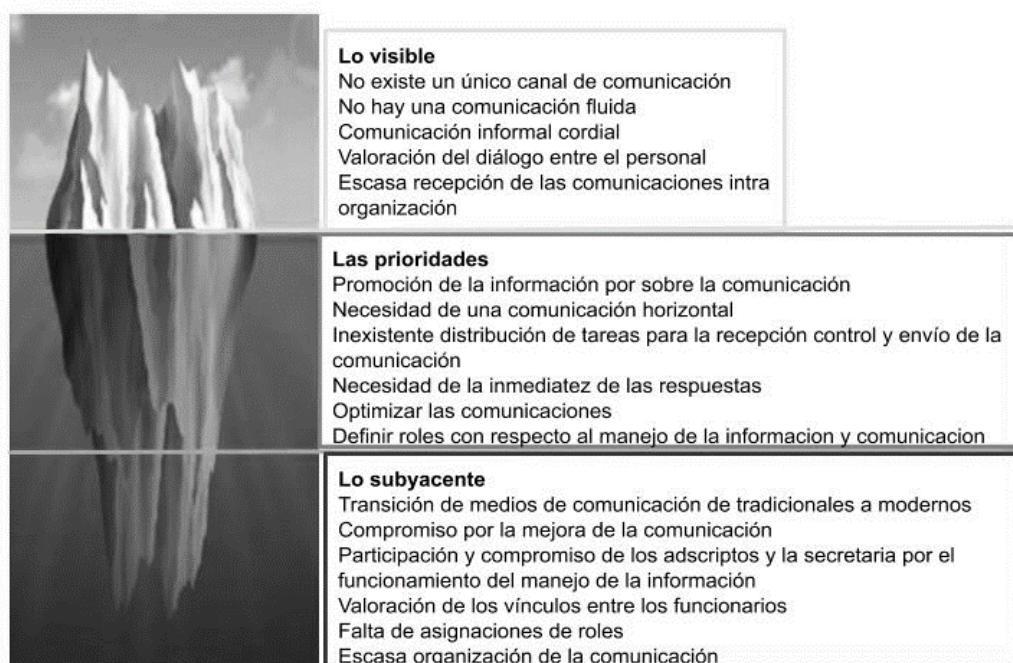 Lo visible
No existe un único canal de comunicación
No hay una comunicación fluida
Comunicación informal cordial
Valoración del diálogo entre el personal
Escasa recepción de las comunicaciones intra
organización
Las prioridades
Promoción de la información por sobre la comunicación
Necesidad de una comunicación horizontal
Inexistente distribución de tareas para la recepción control y envío de la
comunicación
Necesidad de la inmediatez de las respuestas
Optimizar las comunicaciones
Definir roles con respecto al manejo de la informacion y comunicacion
Lo subyacente
Transición de medios de comunicación de tradicionales a modernos
Compromiso por la mejora de la comunicación
Participación y compromiso de los adscriptos y la secretaria por el
funcionamiento del manejo de la información
Valoración de los vínculos entre los funcionarios
Falta de asignaciones de roles
Escasa organización de la comunicación